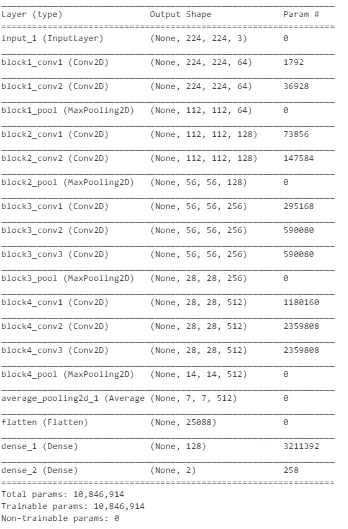 Layer (type) Output Shape Param #
input_1 (InputLayer) (None, 224, 224, 3) 0
block1_conv1 (Conv2D) (None, 224, 224, 64) 1792
block1_conv2 (Conv2D) (None, 224, 224, 64) 36928
block1_pool (MaxPooling2D) (None, 112, 112, 64) 0
block2_conv1 (Conv2D) (None, 112, 112, 128) 73856
block2_conv2 (Conv2D) (None, 112, 112, 128) 147584
block2_pool (MaxPooling2D) (None, 56, 56, 128) 0
block3_conv1 (Conv2D) (None, 56, 56, 256) 295168
block3_conv2 (Conv2D) (None, 56, 56, 256) 590080
block3_conv3 (Conv2D) (None, 56, 56, 256) 590080
block3_pool (MaxPooling2D) (None, 28, 28, 256) 0
block4_conv1 (Conv2D) (None, 28, 28, 512) 1180160
block4_conv2 (Conv2D) (None, 28, 28, 512) 2359808
block4_conv3 (Conv2D) (None, 28, 28, 512) 2359808
block4_pool (MaxPooling2D) (None, 14, 14, 512) 0
average_pooling2d_1 (Average (None, 7, 7, 512) 0
flatten (Flatten) (None, 25088) 0
dense_1 (Dense) (None, 128) 3211392
dense_2 (Dense) (None, 2) 258
Total params: 10,846,914
Trainable params: 10,846,914
Non-trainable params: 0